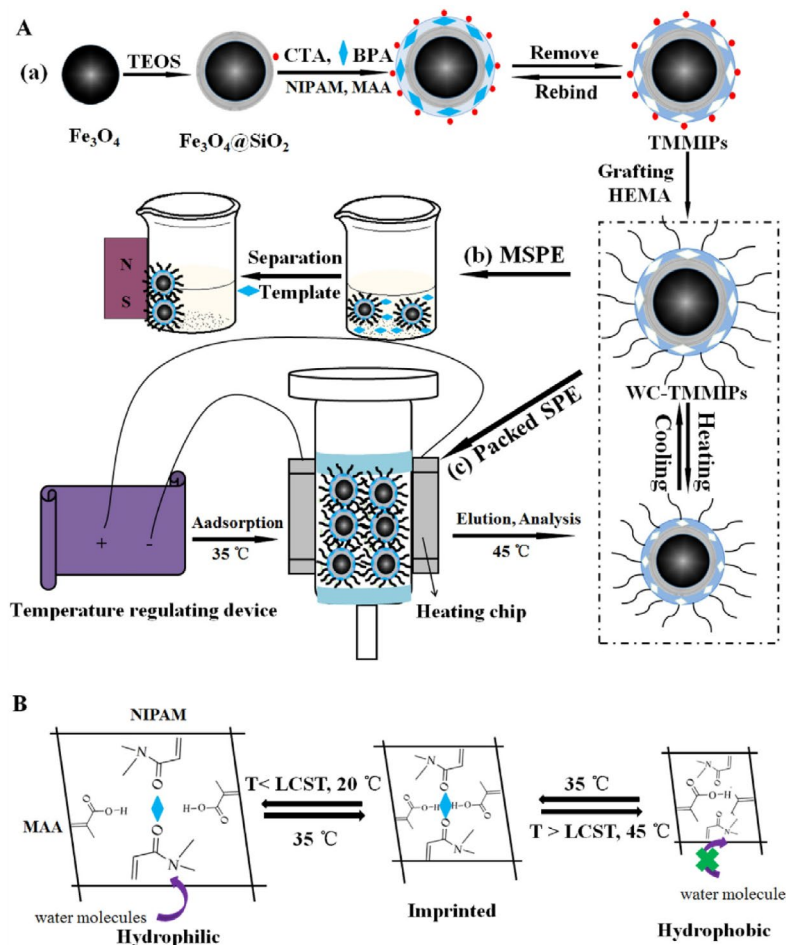 A
(a)
TEOS
CTA, BPA
NIPAM, MAA
Remove
Rebind
Fe₃O₄
Fe₃O₄@SiO₂
TMMIPs
Grafting
HEMA
N
S
Separation
Template
(b) MSPE
WC-TMMIPs
Cooling
Heating
(c) Packed SPE
+
-
Aadsorption
35 ℃
Elution, Analysis
45 ℃
Temperature regulating device
Heating chip
B
NIPAM
MAA
N
O
O
O-H
H-O
O
O
N
water molecules
Hydrophilic
T< LCST, 20 ℃
35 ℃
N
O
O
O-H
H-O
O
O
N
Imprinted
35 ℃
T > LCST, 45 ℃
N
O
O
O-H
O
N
water molecule
Hydrophobic